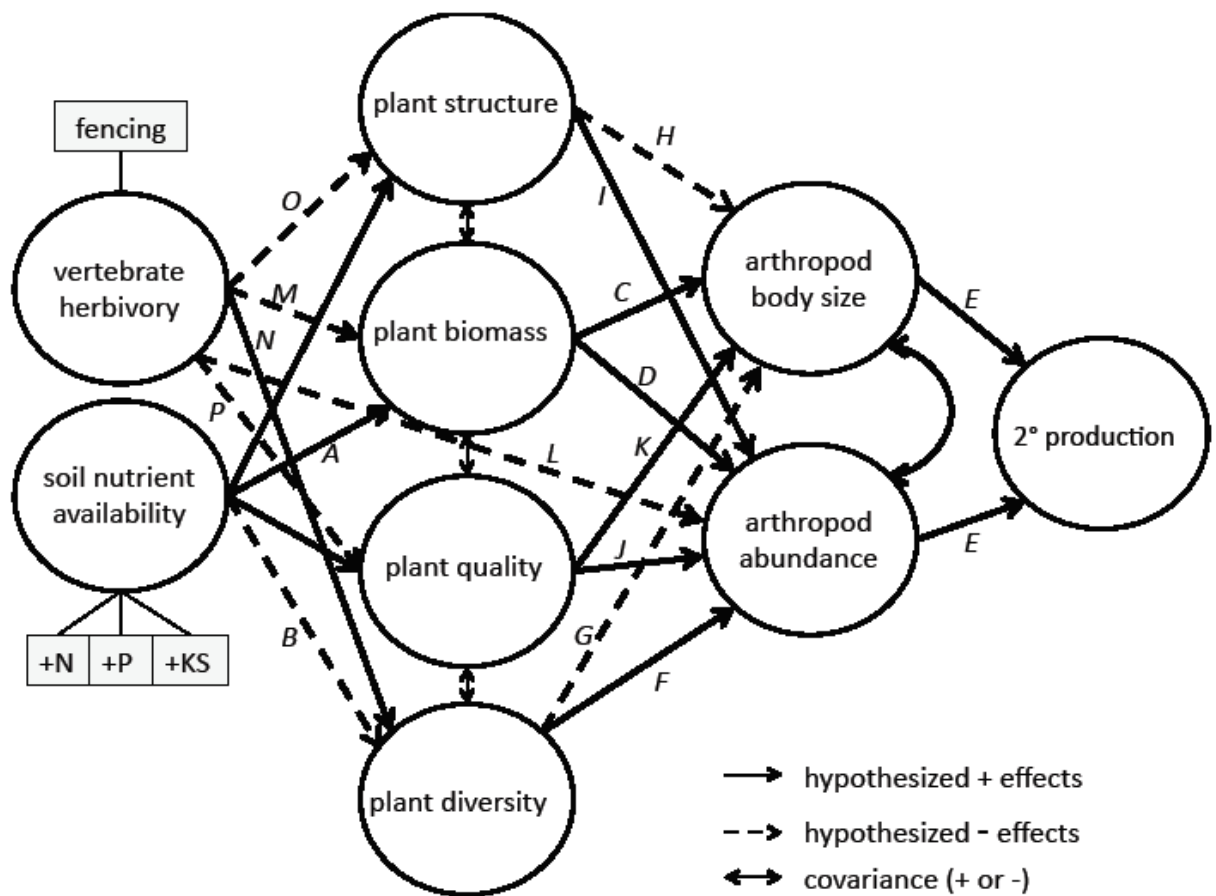 plant structure
fencing
H
O
I
vertebrate
herbivory
arthropod
body size
M
C
E
plant biomass
N
D
P
A
K
L
2° production
soil nutrient
availability
arthropod
abundance
J
E
plant quality
B
G
+N +P +KS
F
plant diversity
hypothesized + effects
hypothesized - effects
covariance (+ or -)